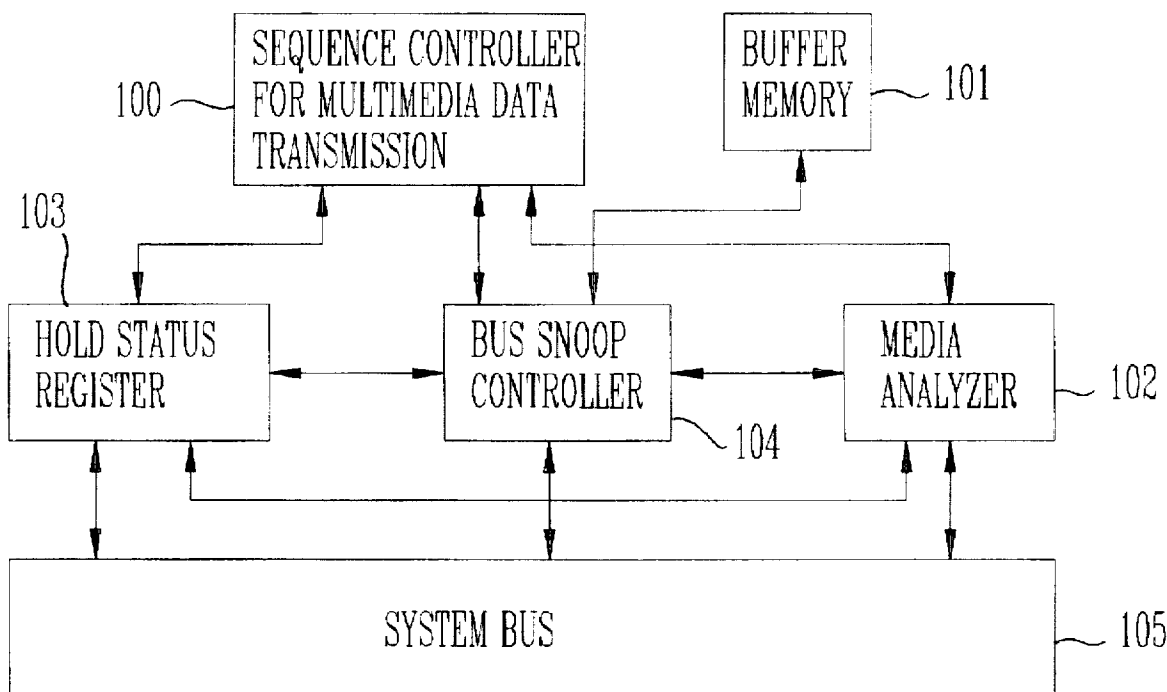 SEQUENCE CONTROLLER
FOR MULTIMEDIA DATA
TRANSMISSION
100
BUFFER
MEMORY
101
103
HOLD STATUS
REGISTER
BUS SNOOP
CONTROLLER
104
MEDIA
ANALYZER
102
SYSTEM BUS
105